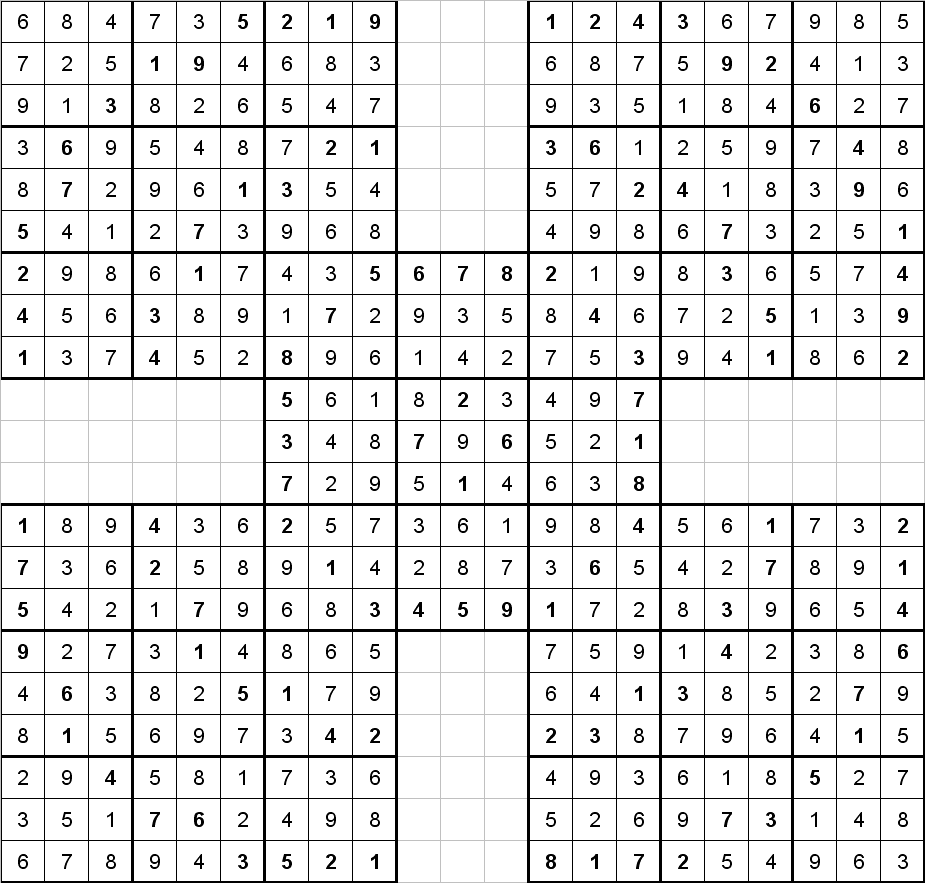 6 8 4 7 3 5 2 1 9 1 2 4 3 6 7 9 8 5
7 2 5 1 9 4 6 8 3 6 8 7 5 9 2 4 1 3
9 1 3 8 2 6 5 4 7 9 3 5 1 8 4 6 2 7
3 6 9 5 4 8 7 2 1 3 6 1 2 5 9 7 4 8
8 7 2 9 6 1 3 5 4 5 7 2 4 1 8 3 9 6
5 4 1 2 7 3 9 6 8 4 9 8 6 7 3 2 5 1
2 9 8 6 1 7 4 3 5 6 7 8 2 1 9 8 3 6 5 7 4
4 5 6 3 8 9 1 7 2 9 3 5 8 4 6 7 2 5 1 3 9
1 3 7 4 5 2 8 9 6 1 4 2 7 5 3 9 4 1 8 6 2
5 6 1 8 2 3 4 9 7
3 4 8 7 9 6 5 2 1
7 2 9 5 1 4 6 3 8
1 8 9 4 3 6 2 5 7 3 6 1 9 8 4 5 6 1 7 3 2
7 3 6 2 5 8 9 1 4 2 8 7 3 6 5 4 2 7 8 9 1
5 4 2 1 7 9 6 8 3 4 5 9 1 7 2 8 3 9 6 5 4
9 2 7 3 1 4 8 6 5 7 5 9 1 4 2 3 8 6
4 6 3 8 2 5 1 7 9 6 4 1 3 8 5 2 7 9
8 1 5 6 9 7 3 4 2 2 3 8 7 9 6 4 1 5
2 9 4 5 8 1 7 3 6 4 9 3 6 1 8 5 2 7
3 5 1 7 6 2 4 9 8 5 2 6 9 7 3 1 4 8
6 7 8 9 4 3 5 2 1 8 1 7 2 5 4 9 6 3